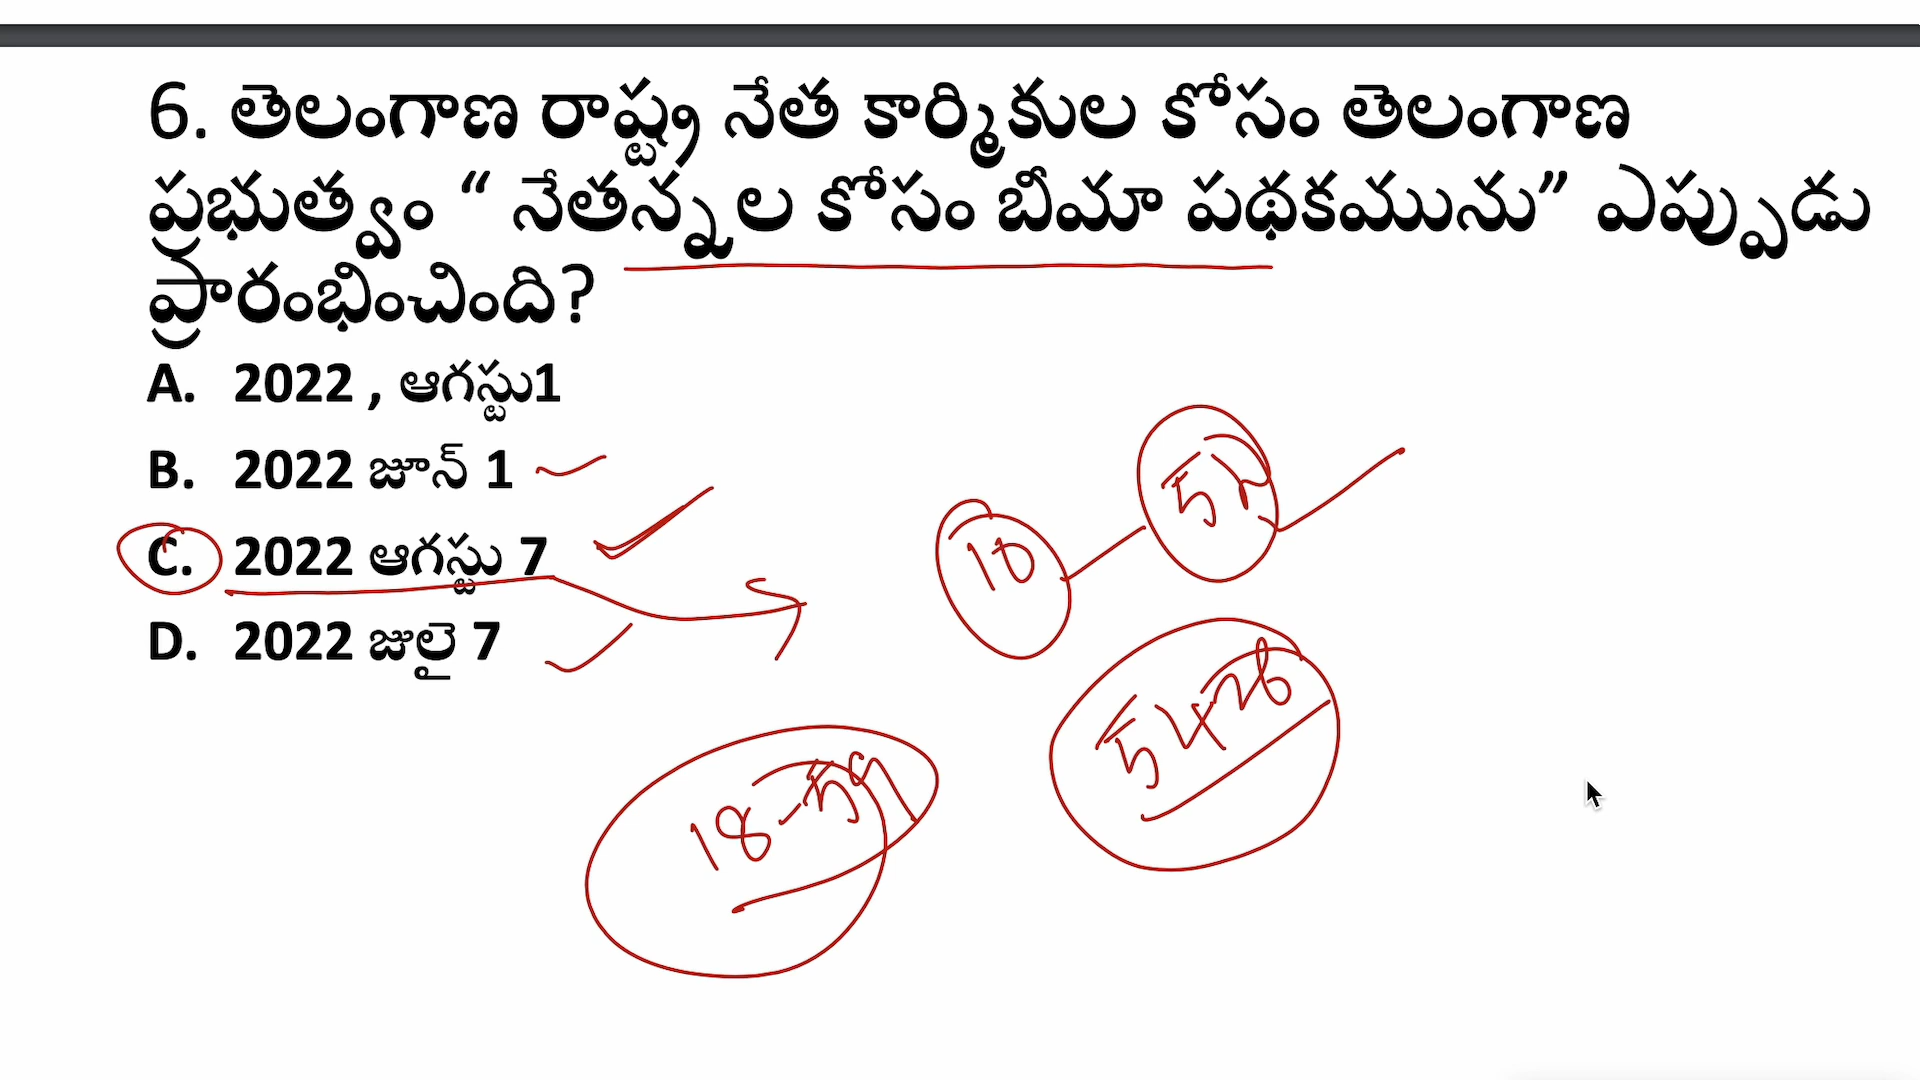 6. తెలంగాణ రాష్ట్ర నేత కార్మికుల కోసం తెలంగాణ
ప్రభుత్వం “ నేతన్నల కోసం బీమా పథకమును” ఎప్పుడు
ప్రారంభించింది?
A. 2022 , ఆగస్టు1
B. 2022 జూన్ 1
C. 2022 ఆగస్టు 7
D. 2022 జులై 7
10
5426
18-59